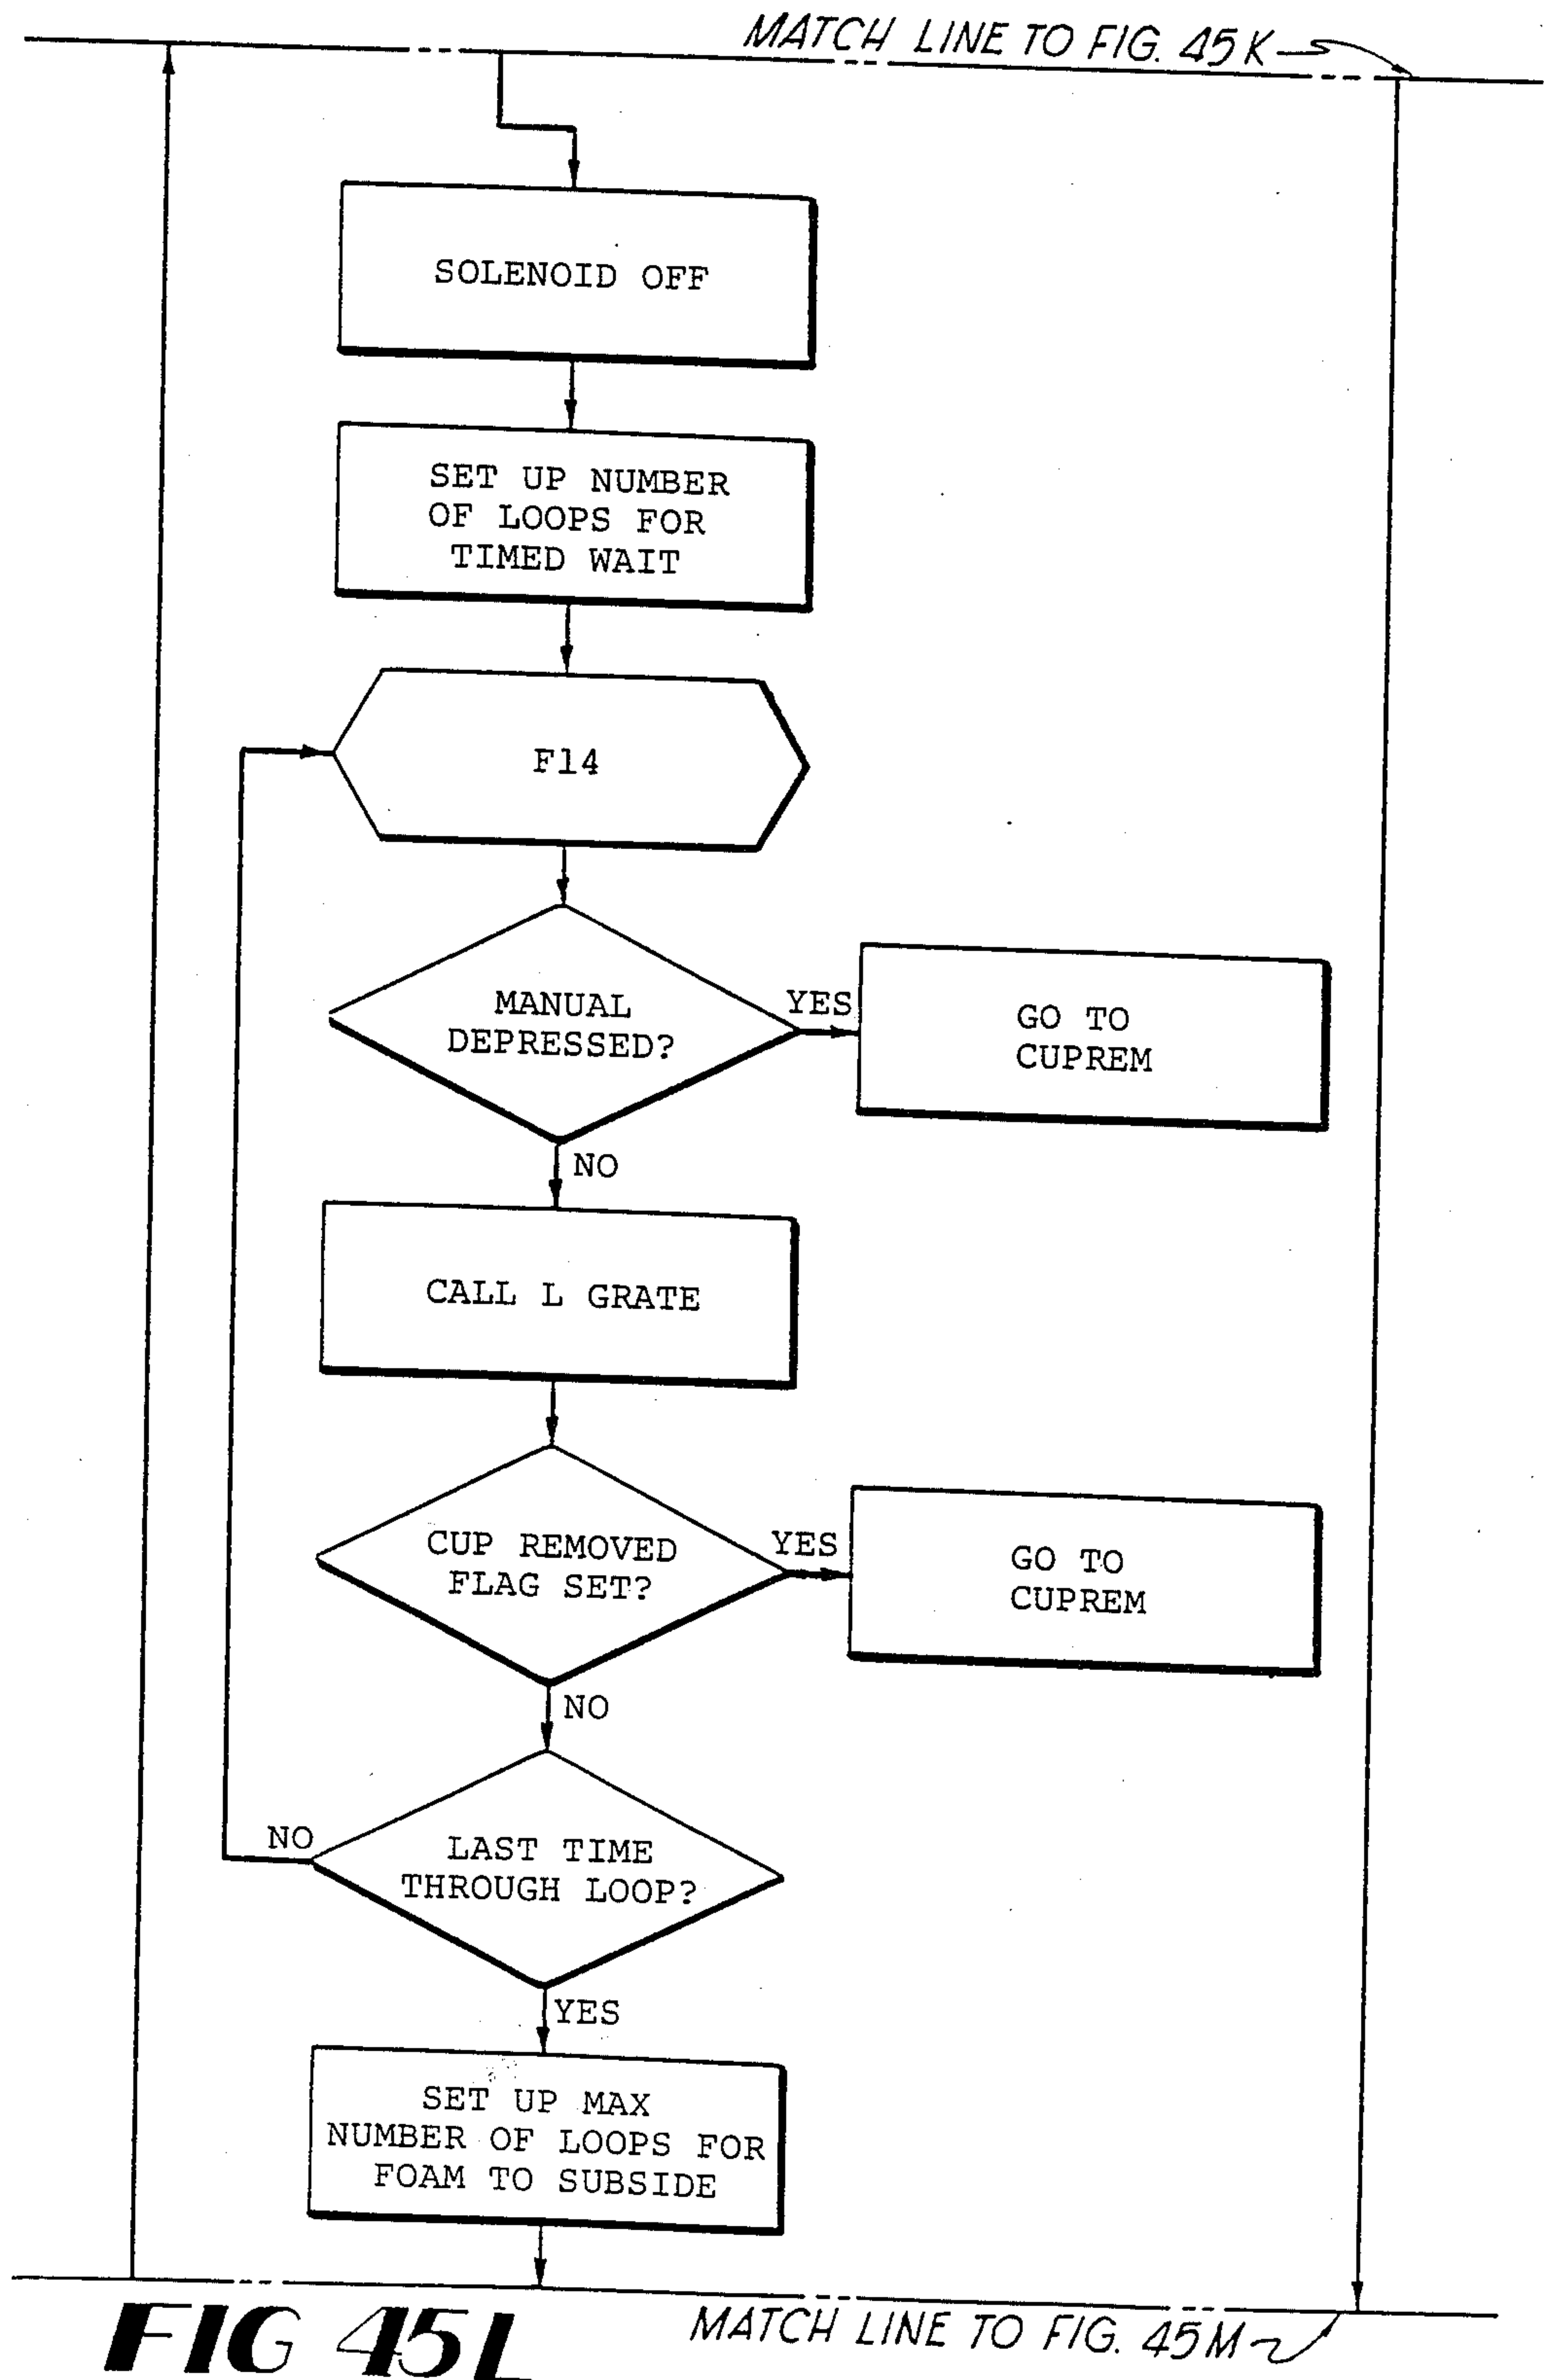 MATCH LINE TO FIG. 45K
SOLENOID OFF
SET UP NUMBER
OF LOOPS FOR
TIMED WAIT
F14
MANUAL
DEPRESSED?
YES
GO TO
CUPREM
NO
CALL L GRATE
CUP REMOVED
FLAG SET?
YES
GO TO
CUPREM
NO
LAST TIME
THROUGH LOOP?
NO
YES
SET UP MAX
NUMBER OF LOOPS FOR
FOAM TO SUBSIDE
FIG 45L
MATCH LINE TO FIG. 45M